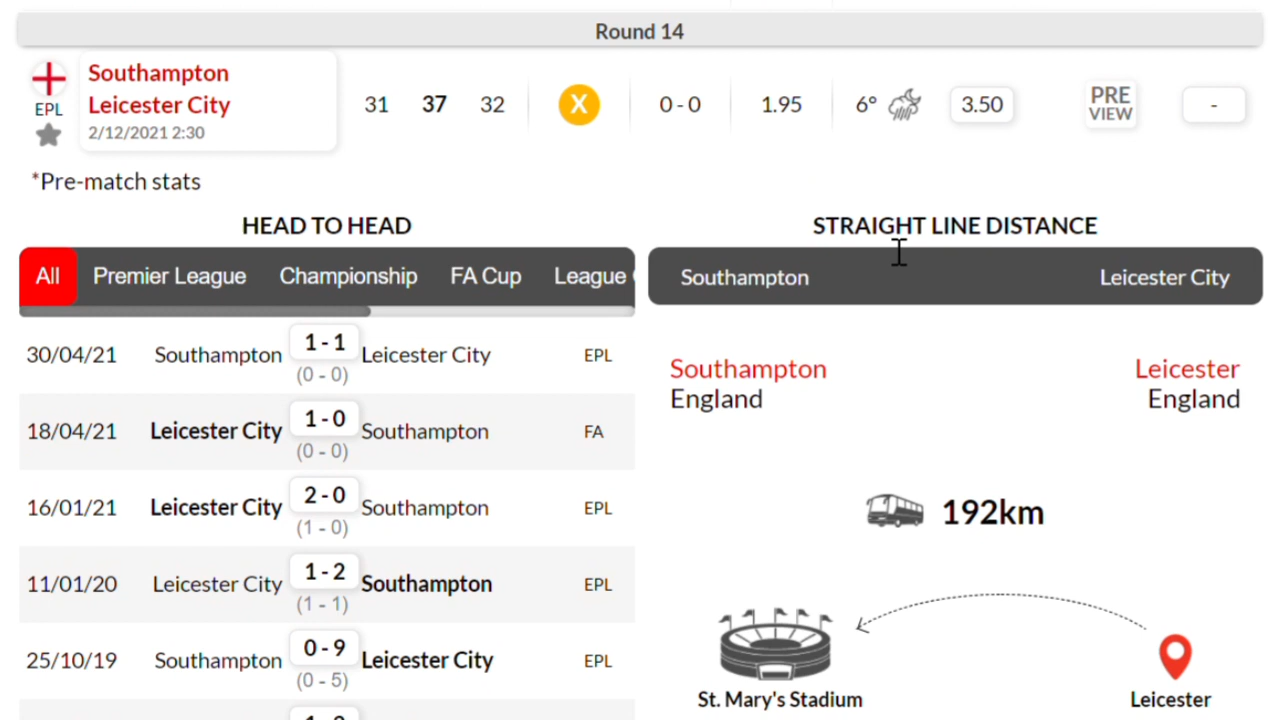 Round 14
EPL
Southampton
Leicester City
2/12/2021 2:30
31 37 32 X 0 - 0 1.95 6° 3.50 PRE VIEW -
*Pre-match stats
HEAD TO HEAD
All Premier League Championship FA Cup League
30/04/21 Southampton 1 - 1 Leicester City EPL
(0 - 0)
18/04/21 Leicester City 1 - 0 Southampton FA
(0 - 0)
16/01/21 Leicester City 2 - 0 Southampton EPL
(1 - 0)
11/01/20 Leicester City 1 - 2 Southampton EPL
(1 - 1)
25/10/19 Southampton 0 - 9 Leicester City EPL
(0 - 5)
STRAIGHT LINE DISTANCE
Southampton Leicester City
Southampton Leicester
England England
192km
St. Mary's Stadium Leicester